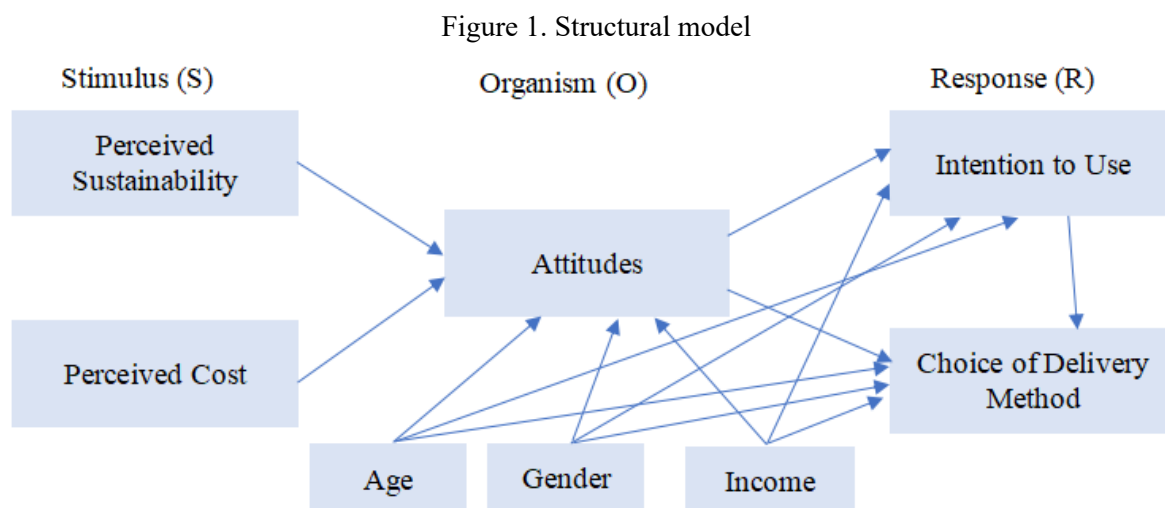 Figure 1. Structural model
Stimulus (S)
Organism (O)
Response (R)
Perceived
Sustainability
Intention to Use
Attitudes
Perceived Cost
Choice of Delivery
Method
Age
Gender
Income